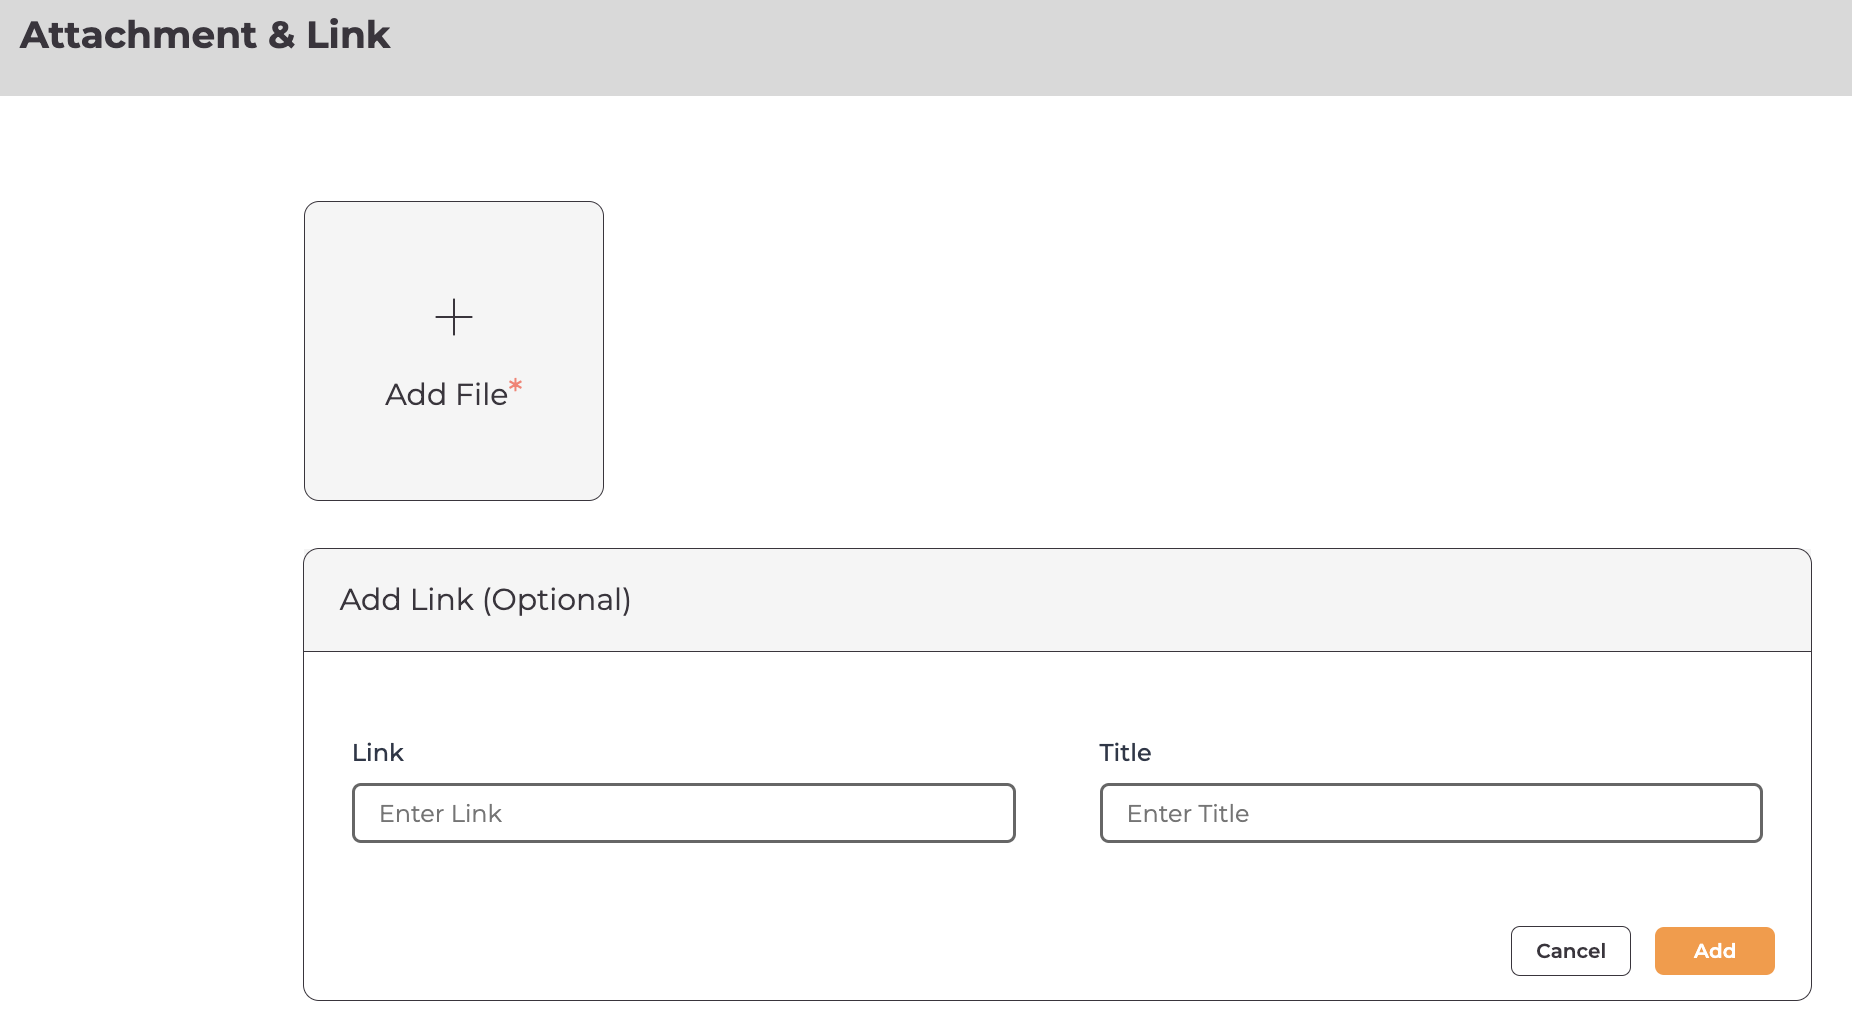 Attachment & Link
Add File*
Add Link (Optional)
Link
Title
Enter Link
Enter Title
Cancel
Add